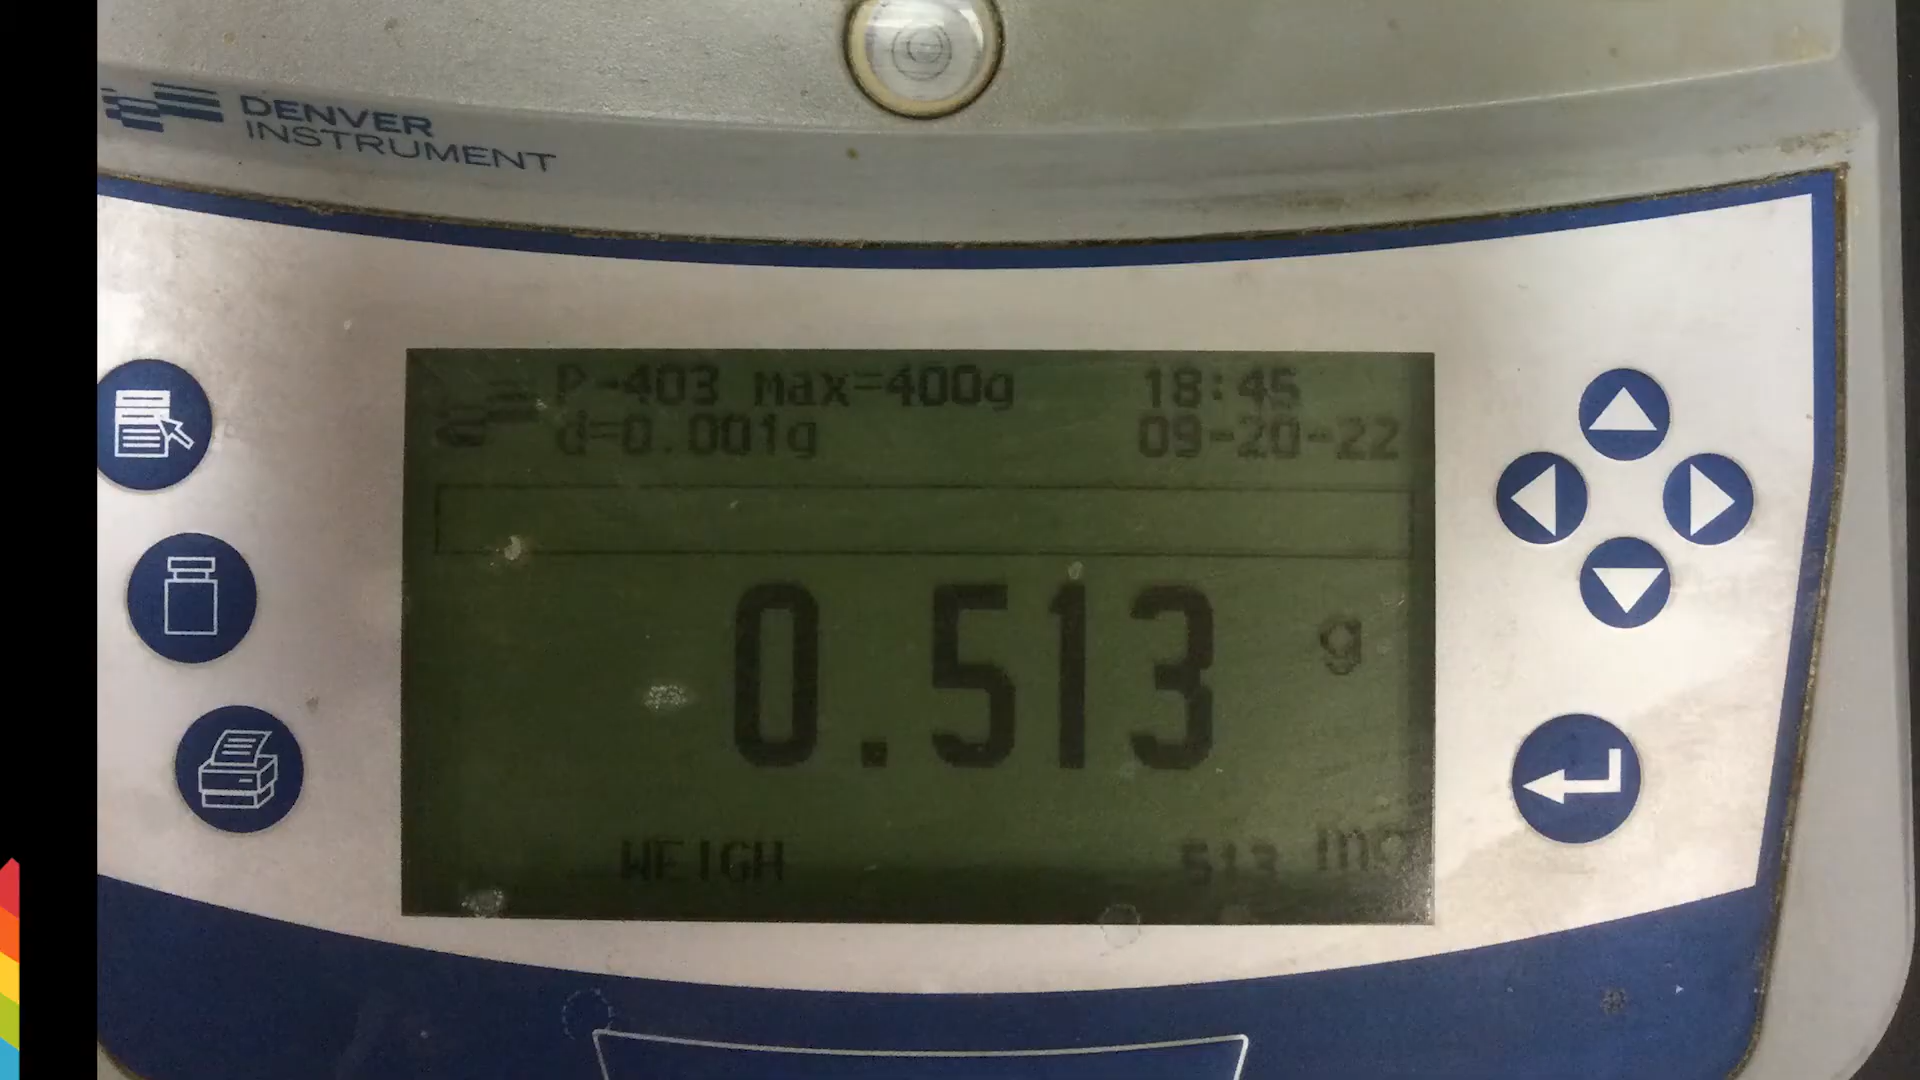 DENVER
INSTRUMENT
P-403 max=400g 18:45
d=0.001g 09-20-22
0.513 g
WEIGH 513 mg